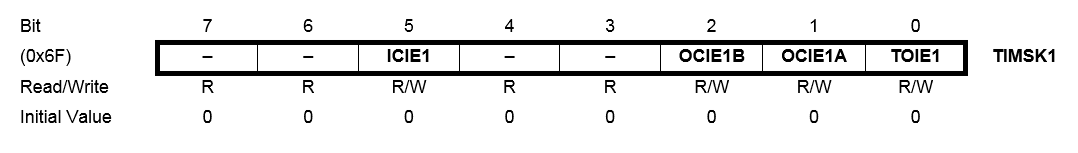 Bit 7 6 5 4 3 2 1 0
(0x6F) – – ICIE1 – – OCIE1B OCIE1A TOIE1 TIMSK1
Read/Write R R R/W R R R/W R/W R/W
Initial Value 0 0 0 0 0 0 0 0